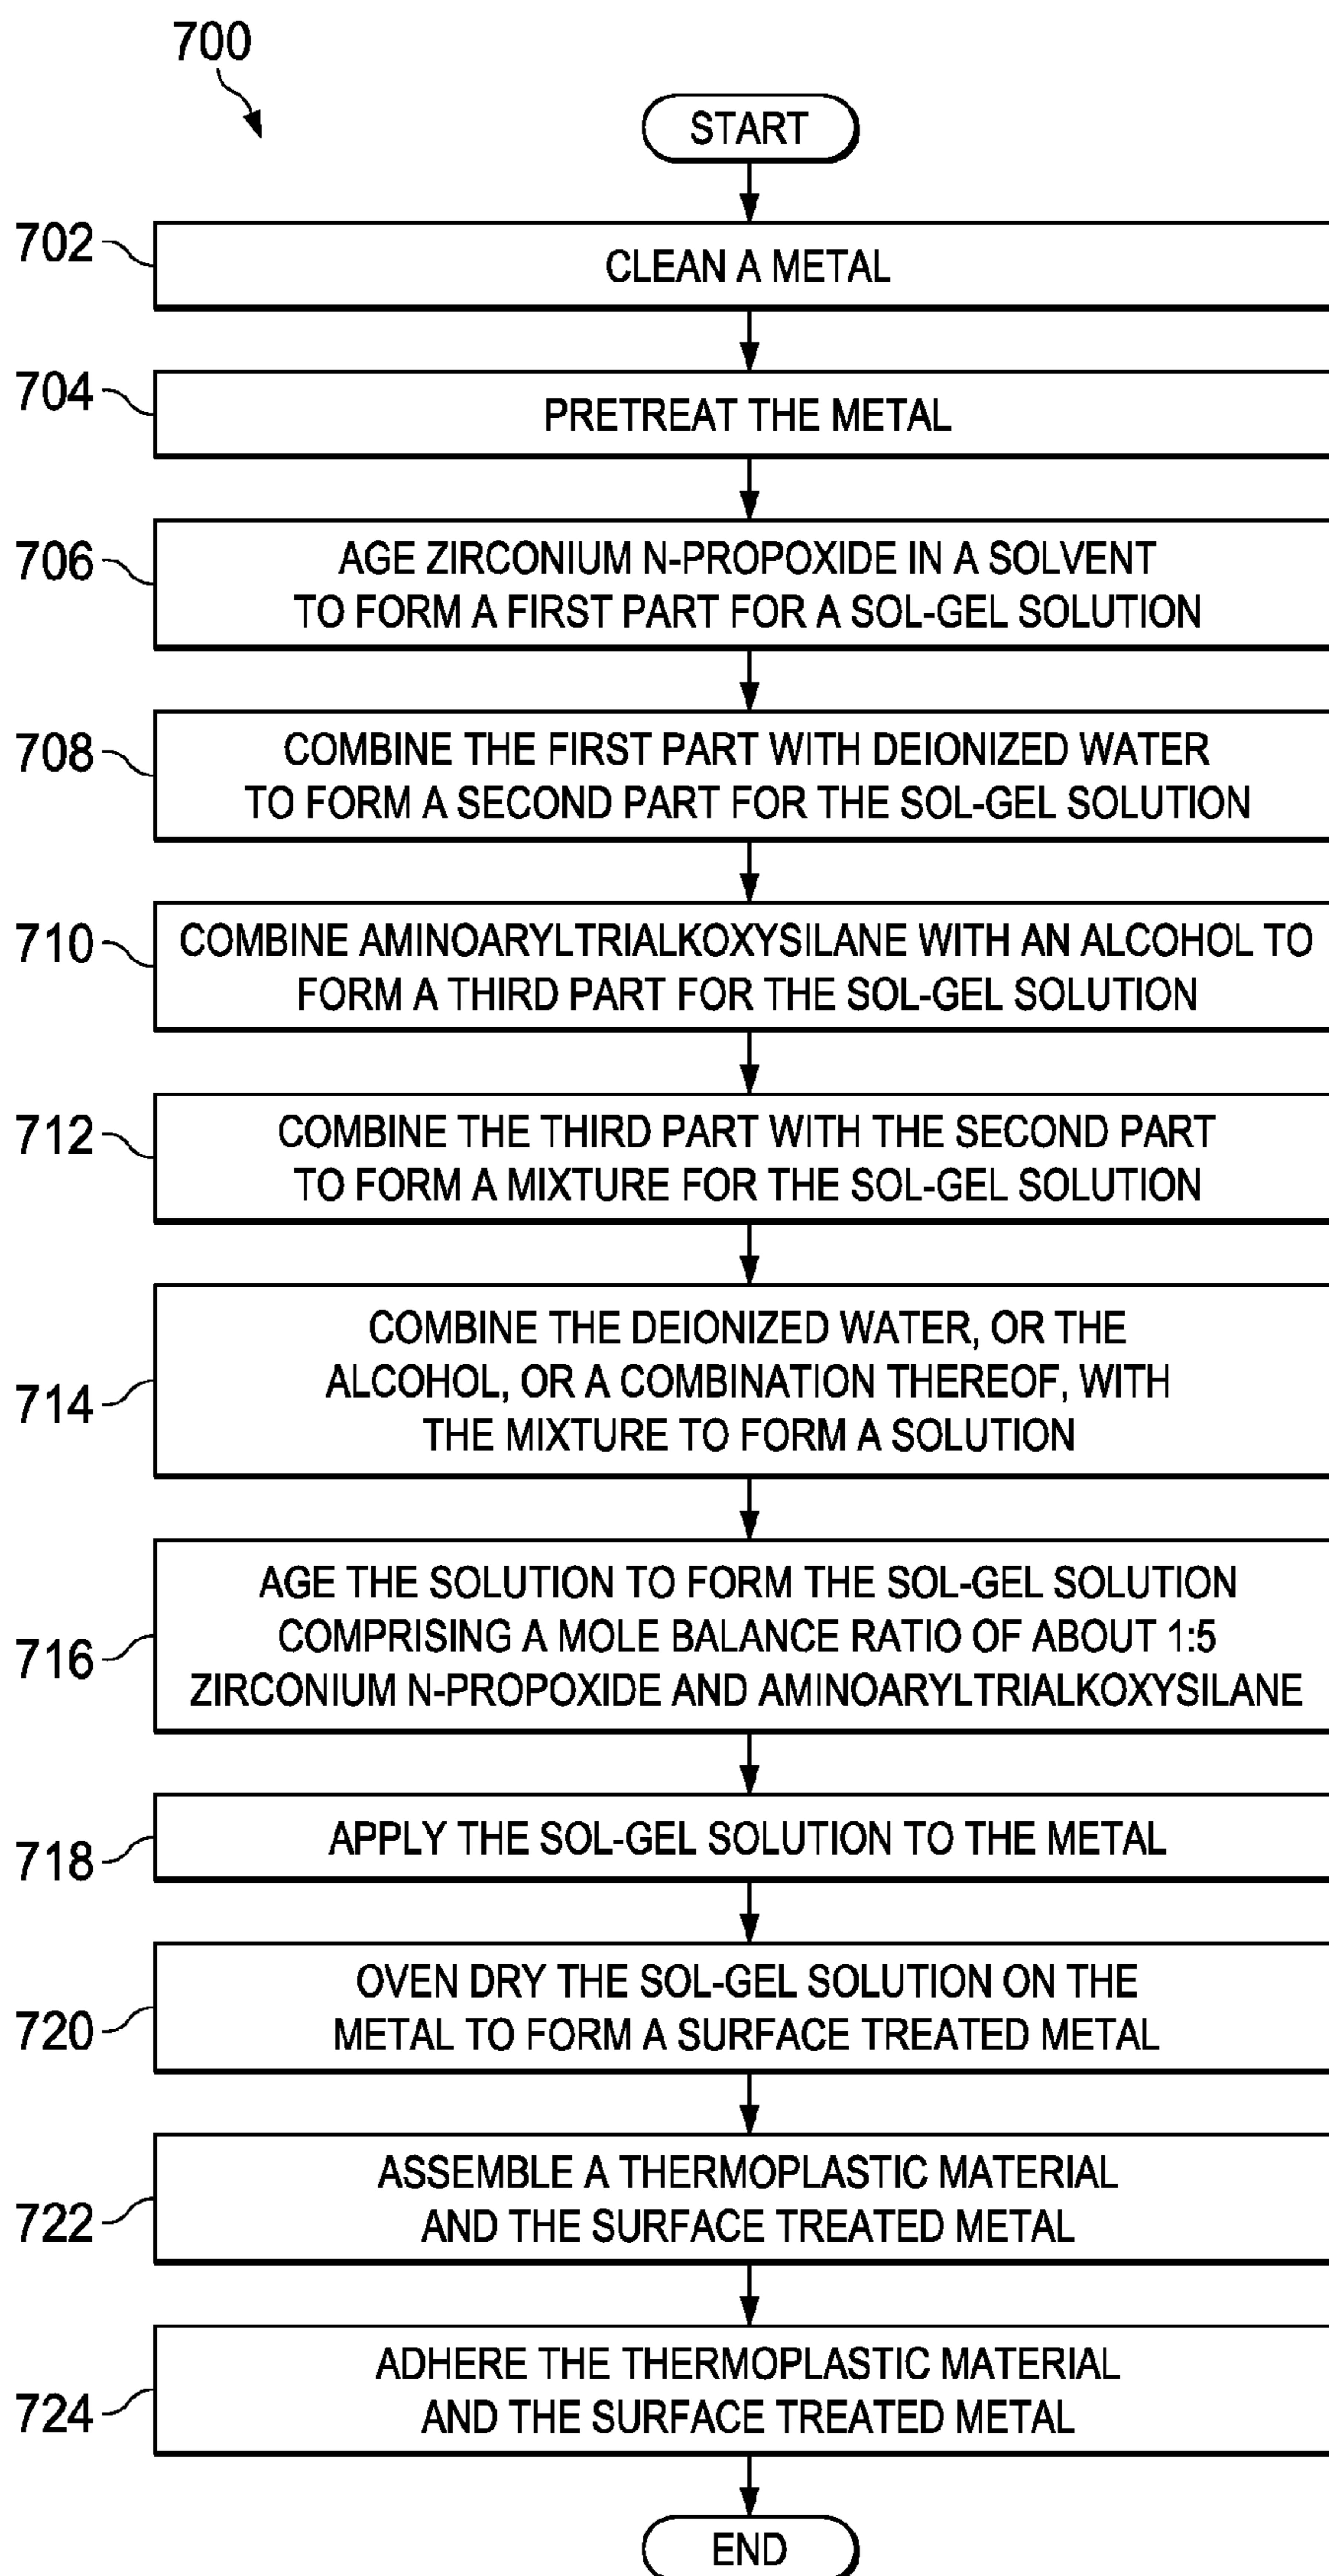 700
START
702
CLEAN A METAL
704
PRETREAT THE METAL
706
AGE ZIRCONIUM N-PROPOXIDE IN A SOLVENT
TO FORM A FIRST PART FOR A SOL-GEL SOLUTION
708
COMBINE THE FIRST PART WITH DEIONIZED WATER
TO FORM A SECOND PART FOR THE SOL-GEL SOLUTION
710
COMBINE AMINOARYLTRIALKOXYSILANE WITH AN ALCOHOL TO
FORM A THIRD PART FOR THE SOL-GEL SOLUTION
712
COMBINE THE THIRD PART WITH THE SECOND PART
TO FORM A MIXTURE FOR THE SOL-GEL SOLUTION
714
COMBINE THE DEIONIZED WATER, OR THE
ALCOHOL, OR A COMBINATION THEREOF, WITH
THE MIXTURE TO FORM A SOLUTION
716
AGE THE SOLUTION TO FORM THE SOL-GEL SOLUTION
COMPRISING A MOLE BALANCE RATIO OF ABOUT 1:5
ZIRCONIUM N-PROPOXIDE AND AMINOARYLTRIALKOXYSILANE
718
APPLY THE SOL-GEL SOLUTION TO THE METAL
720
OVEN DRY THE SOL-GEL SOLUTION ON THE
METAL TO FORM A SURFACE TREATED METAL
722
ASSEMBLE A THERMOPLASTIC MATERIAL
AND THE SURFACE TREATED METAL
724
ADHERE THE THERMOPLASTIC MATERIAL
AND THE SURFACE TREATED METAL
END